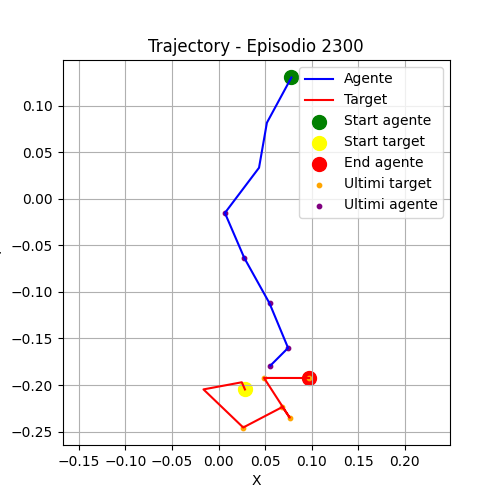 Trajectory - Episodio 2300
Agente
Target
Start agente
Start target
End agente
Ultimi target
Ultimi agente
0.10
0.05
0.00
−0.05
−0.10
−0.15
−0.20
−0.25
−0.15 −0.10 −0.05 0.00 0.05 0.10 0.15 0.20
X